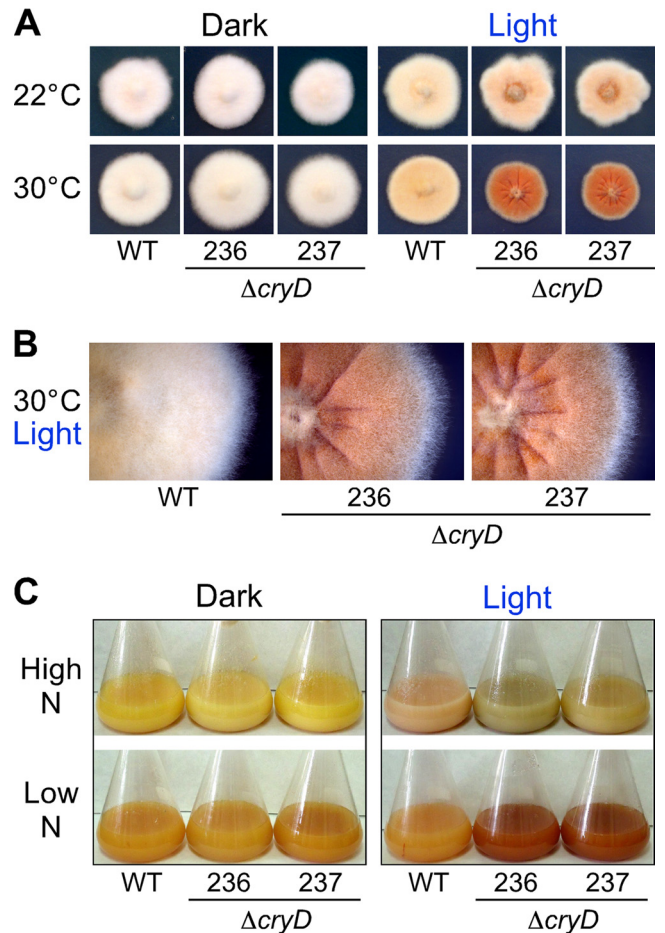 A
Dark
Light
22°C
30°C
WT
236
237
WT
236
237
ΔcryD
ΔcryD
B
30°C
Light
WT
236
237
ΔcryD
C
Dark
Light
High
N
Low
N
WT
236
237
WT
236
237
ΔcryD
ΔcryD